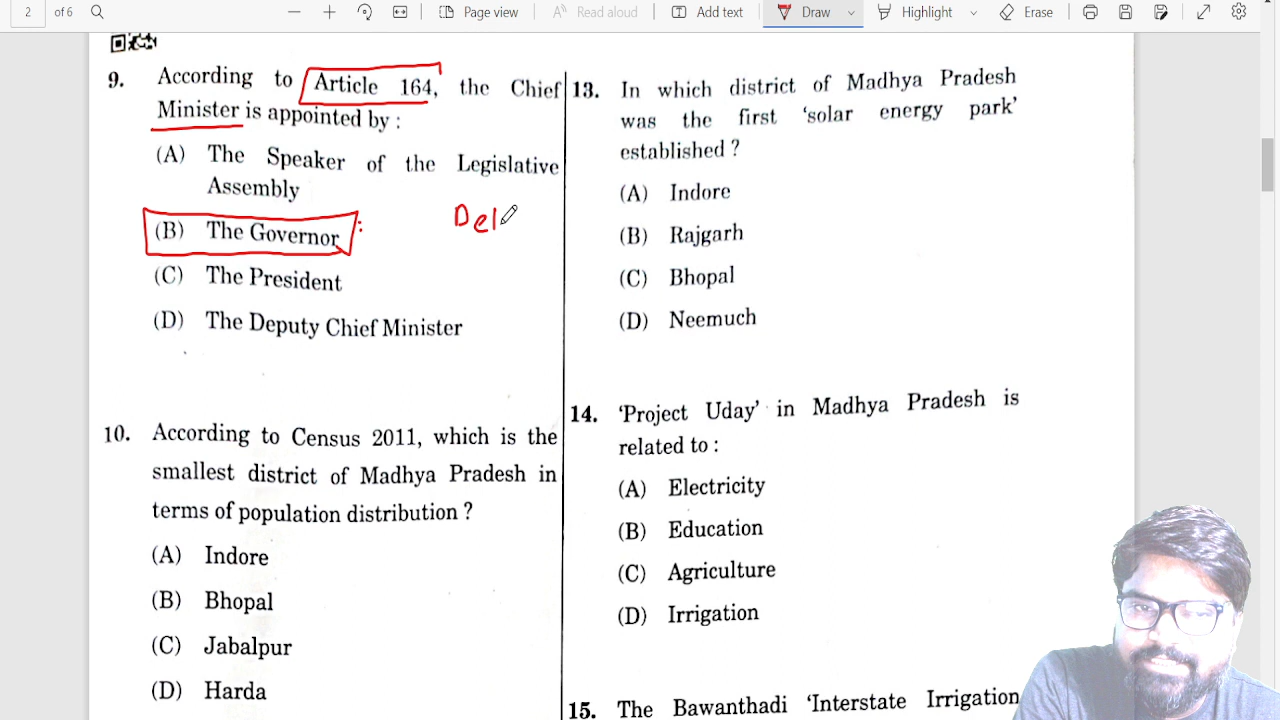 2 of 6
Page view
Read aloud
Add text
Draw
Highlight
Erase
9. According to Article 164, the Chief
Minister is appointed by :
(A) The Speaker of the Legislative
Assembly
(B) The Governor
(C) The President
(D) The Deputy Chief Minister
Del
10. According to Census 2011, which is the
smallest district of Madhya Pradesh in
terms of population distribution ?
(A) Indore
(B) Bhopal
(C) Jabalpur
(D) Harda
13. In which district of Madhya Pradesh
was the first ‘solar energy park’
established ?
(A) Indore
(B) Rajgarh
(C) Bhopal
(D) Neemuch
14. ‘Project Uday’ in Madhya Pradesh is
related to :
(A) Electricity
(B) Education
(C) Agriculture
(D) Irrigation
15. The Bawanthadi ‘Interstate Irrigation